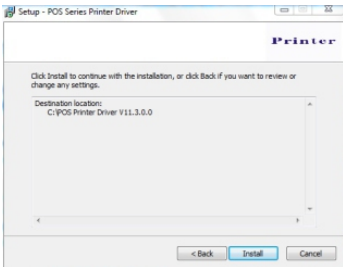 Setup - POS Series Printer Driver
Printer
Click Install to continue with the installation, or click Back if you want to review or
change any settings.
Destination location:
C:\POS Printer Driver V11.3.0.0
< Back Install Cancel